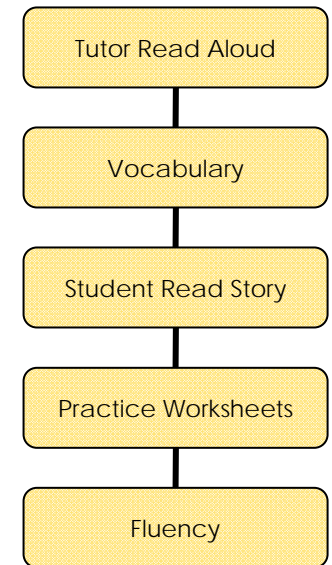 Tutor Read Aloud
Vocabulary
Student Read Story
Practice Worksheets
Fluency